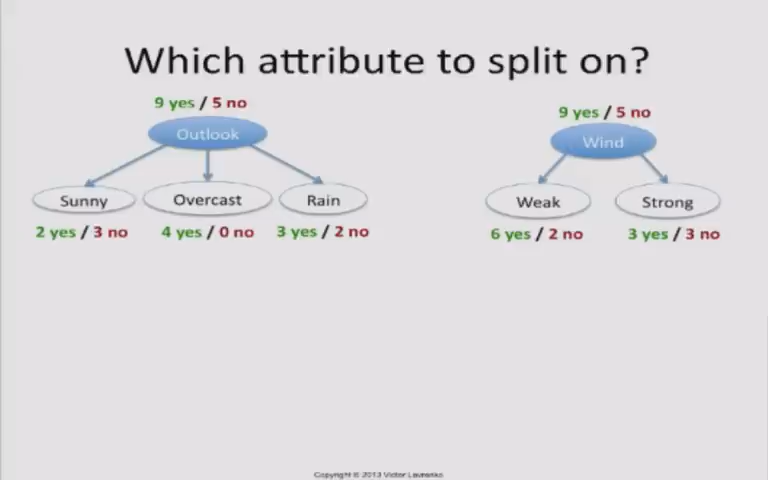 Which attribute to split on?
9 yes / 5 no
Outlook
Sunny
Overcast
Rain
2 yes / 3 no
4 yes / 0 no
3 yes / 2 no
9 yes / 5 no
Wind
Weak
Strong
6 yes / 2 no
3 yes / 3 no
Copyright © 2013 Victor Lavrenko